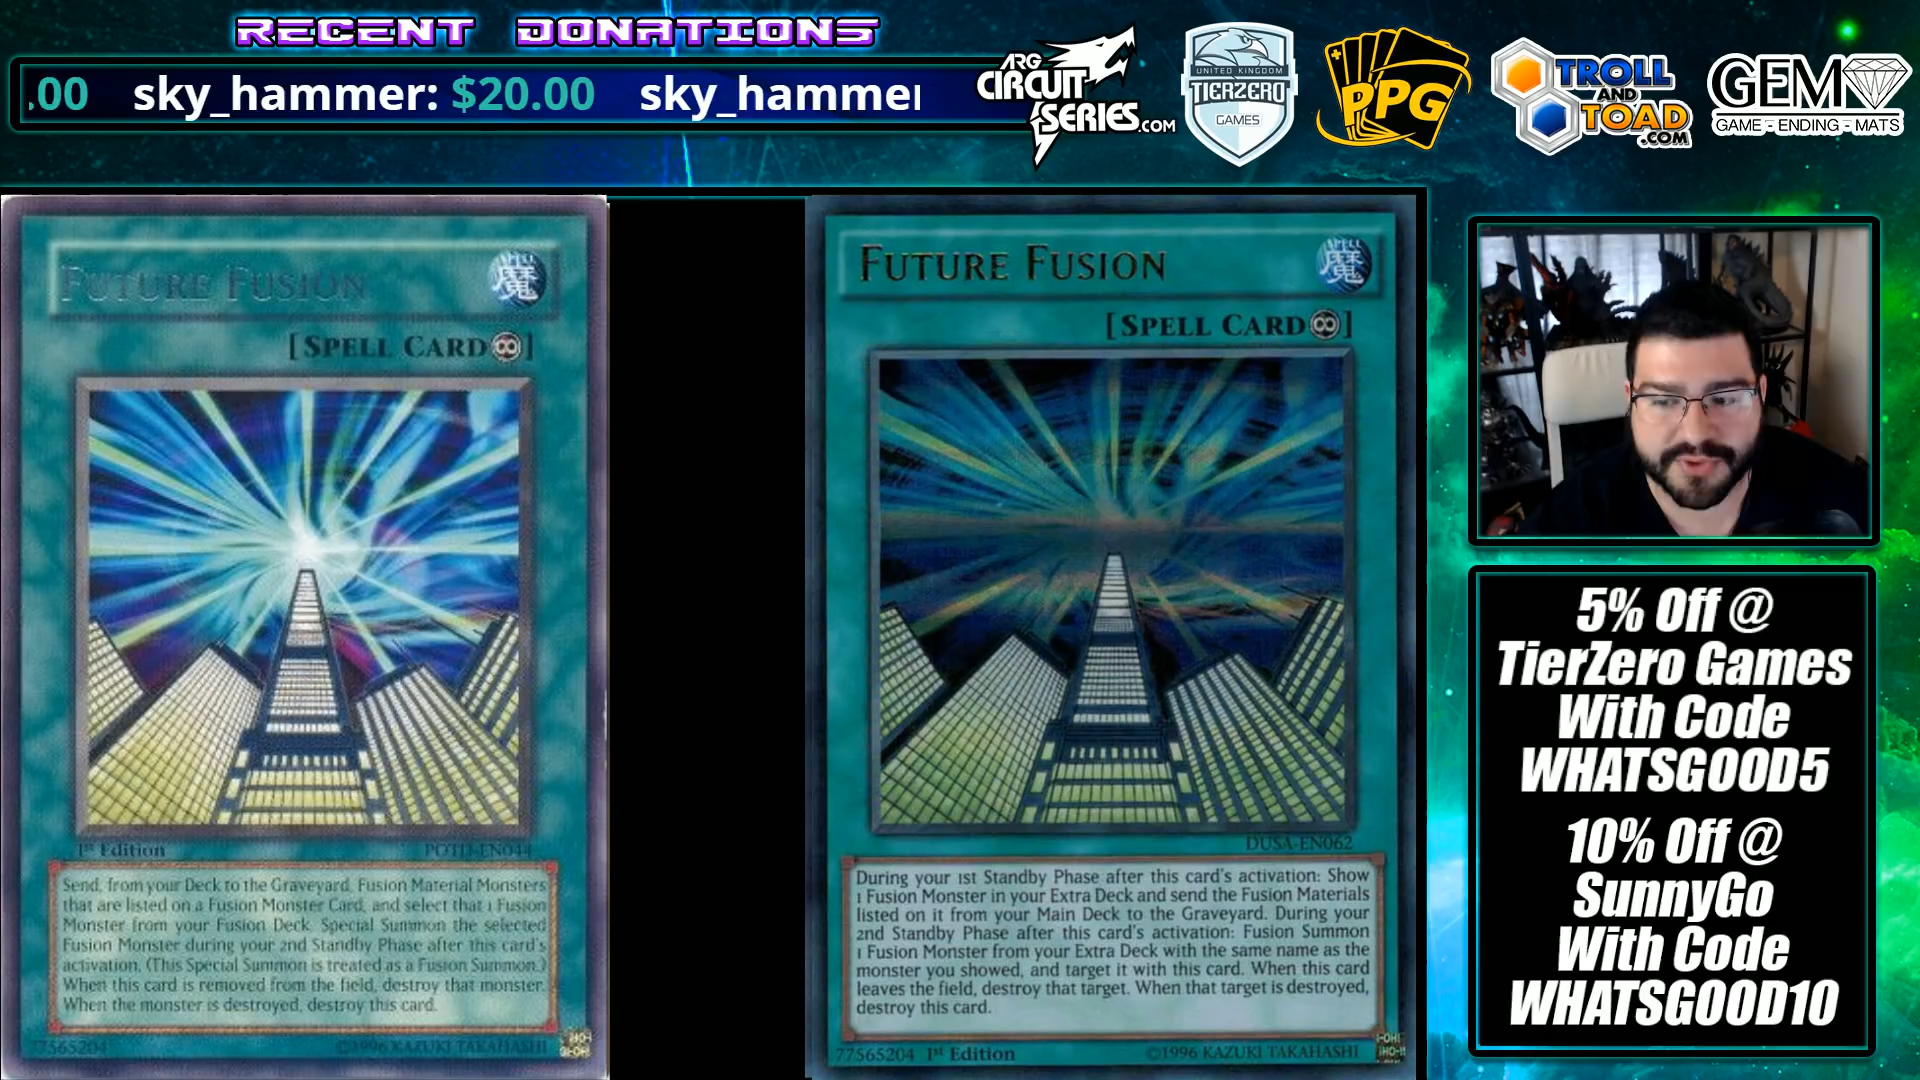 RECENT DONATIONS
.00 sky_hammer: $20.00 sky_hammer
ARG
CIRCUIT
SERIES.COM
UNITED KINGDOM
TIERZERO
GAMES
PPG
TROLL
AND
TOAD
.COM
GEM
GAME - ENDING - MATS
FUTURE FUSION
SPELL
魔
[SPELL CARD]
1st Edition
POTD-EN044
Send, from your Deck to the Graveyard, Fusion Material Monsters
that are listed on a Fusion Monster Card, and select that 1 Fusion
Monster from your Fusion Deck. Special Summon the selected
Fusion Monster during your 2nd Standby Phase after this card's
activation. (This Special Summon is treated as a Fusion Summon.)
When this card is removed from the field, destroy that monster.
When the monster is destroyed, destroy this card.
77565204
©1996 KAZUKI TAKAHASHI
FUTURE FUSION
SPELL
魔
[SPELL CARD]
DUSA-EN062
During your 1st Standby Phase after this card's activation: Show
1 Fusion Monster in your Extra Deck and send the Fusion Materials
listed on it from your Main Deck to the Graveyard. During your
2nd Standby Phase after this card's activation: Fusion Summon
1 Fusion Monster from your Extra Deck with the same name as the
monster you showed, and target it with this card. When this card
leaves the field, destroy that target. When that target is destroyed,
destroy this card.
77565204 1st Edition
©1996 KAZUKI TAKAHASHI
5% Off @
TierZero Games
With Code
WHATSGOOD5
10% Off @
SunnyGo
With Code
WHATSGOOD10